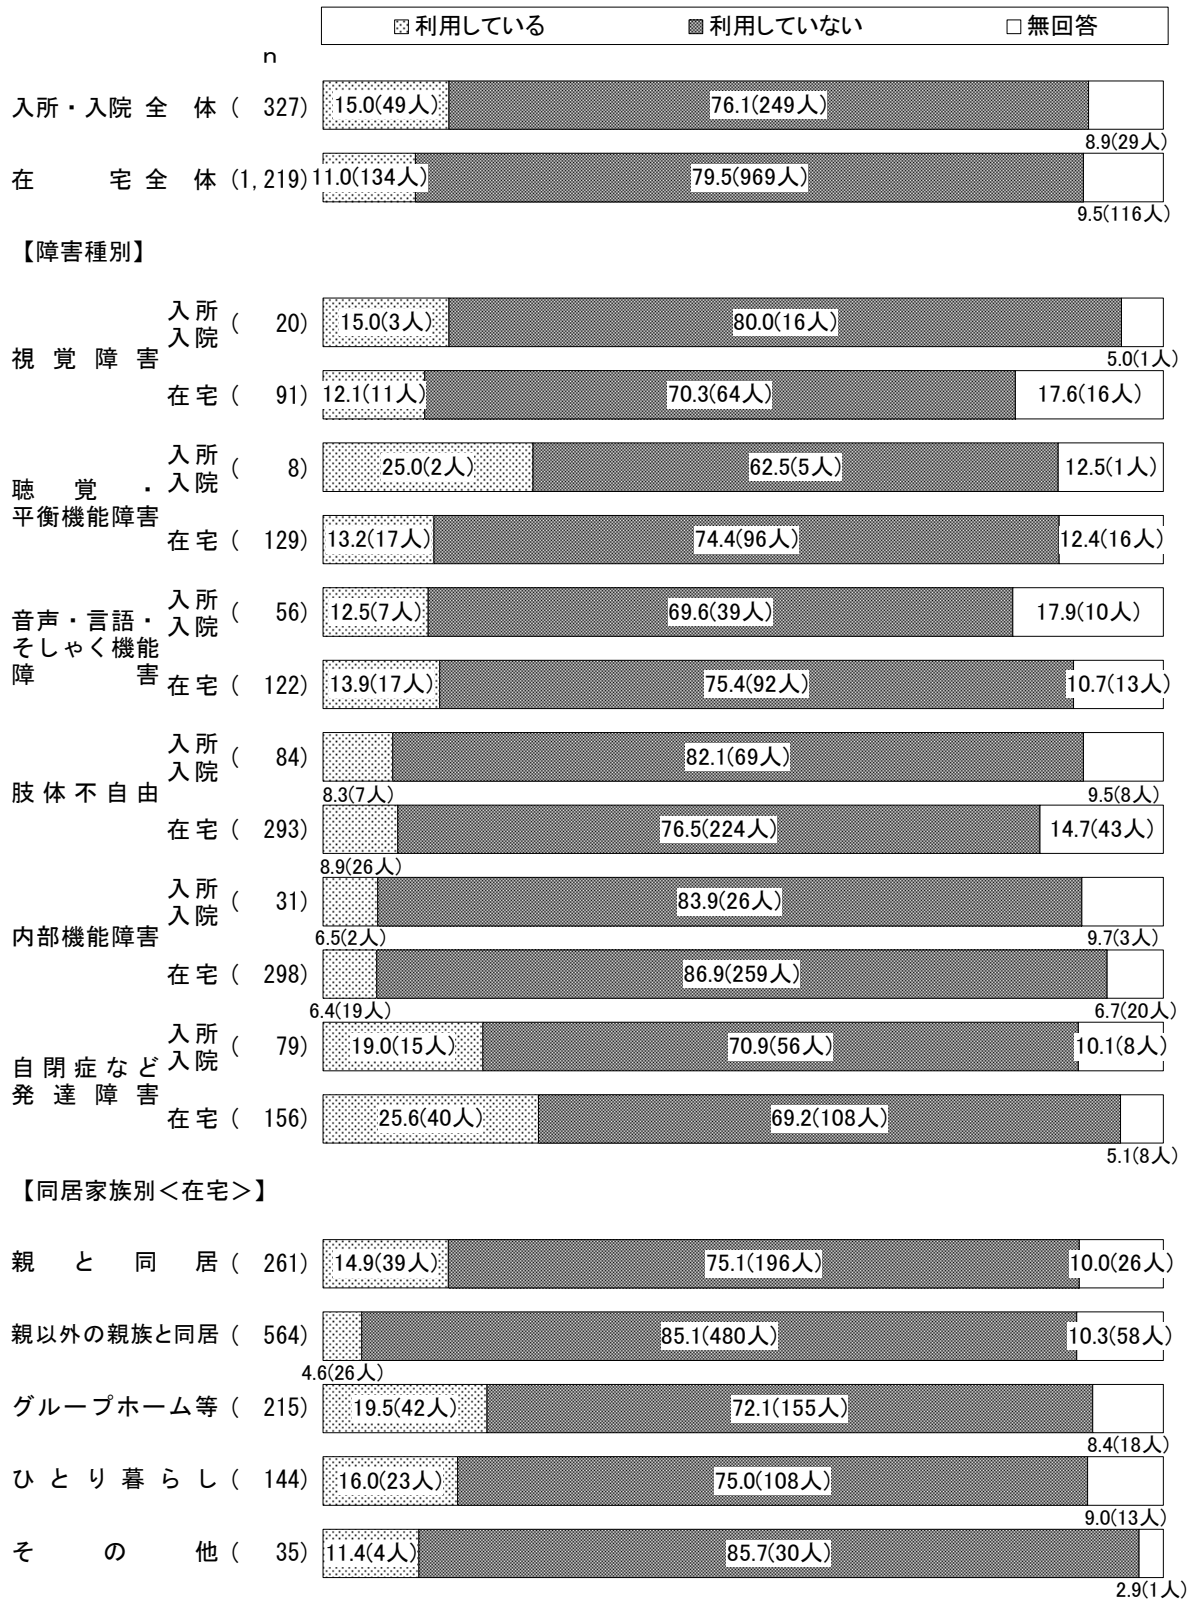 利用している 利用していない 無回答
n
入所・入院 全 体 ( 327) 15.0(49人) 76.1(249人)
8.9(29人)
在 宅 全 体 (1,219) 11.0(134人) 79.5(969人)
9.5(116人)
【障害種別】
視覚障害
入所
入院 ( 20) 15.0(3人) 80.0(16人)
5.0(1人)
在宅 ( 91) 12.1(11人) 70.3(64人) 17.6(16人)
聴覚・
平衡機能障害
入所
入院 ( 8) 25.0(2人) 62.5(5人) 12.5(1人)
在宅 ( 129) 13.2(17人) 74.4(96人) 12.4(16人)
音声・言語・
そしゃく機能
障害
入所
入院 ( 56) 12.5(7人) 69.6(39人) 17.9(10人)
在宅 ( 122) 13.9(17人) 75.4(92人) 10.7(13人)
肢体不自由
入所
入院 ( 84) 82.1(69人)
8.3(7人) 9.5(8人)
在宅 ( 293) 76.5(224人) 14.7(43人)
8.9(26人)
内部機能障害
入所
入院 ( 31) 83.9(26人)
6.5(2人) 9.7(3人)
在宅 ( 298) 86.9(259人)
6.4(19人) 6.7(20人)
自閉症など
発達障害
入所
入院 ( 79) 19.0(15人) 70.9(56人) 10.1(8人)
在宅 ( 156) 25.6(40人) 69.2(108人)
5.1(8人)
【同居家族別＜在宅＞】
親と同居 ( 261) 14.9(39人) 75.1(196人) 10.0(26人)
親以外の親族と同居 ( 564) 85.1(480人) 10.3(58人)
4.6(26人)
グループホーム等 ( 215) 19.5(42人) 72.1(155人)
8.4(18人)
ひとり暮らし ( 144) 16.0(23人) 75.0(108人)
9.0(13人)
その他 ( 35) 11.4(4人) 85.7(30人)
2.9(1人)